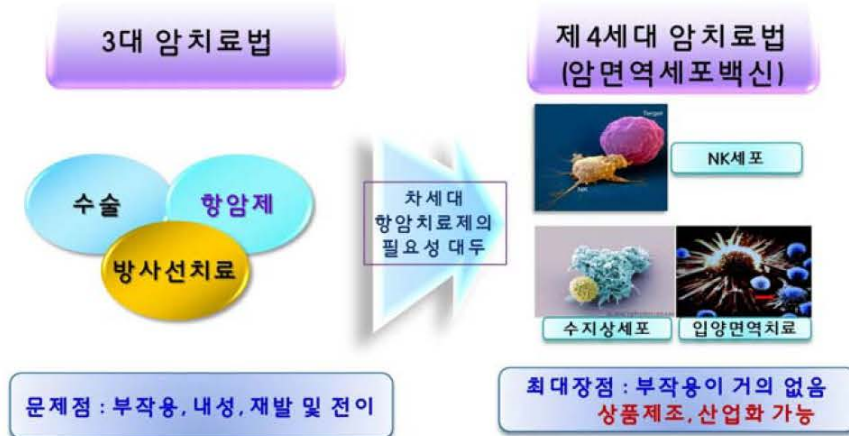 3대 암치료법
제4세대 암치료법
(암면역세포백신)
수술
항암제
방사선치료
차세대
항암치료제의
필요성 대두
Target
NK
NK세포
수지상세포
입양면역치료
문제점 : 부작용, 내성, 재발 및 전이
최대장점 : 부작용이 거의 없음
상품제조, 산업화 가능